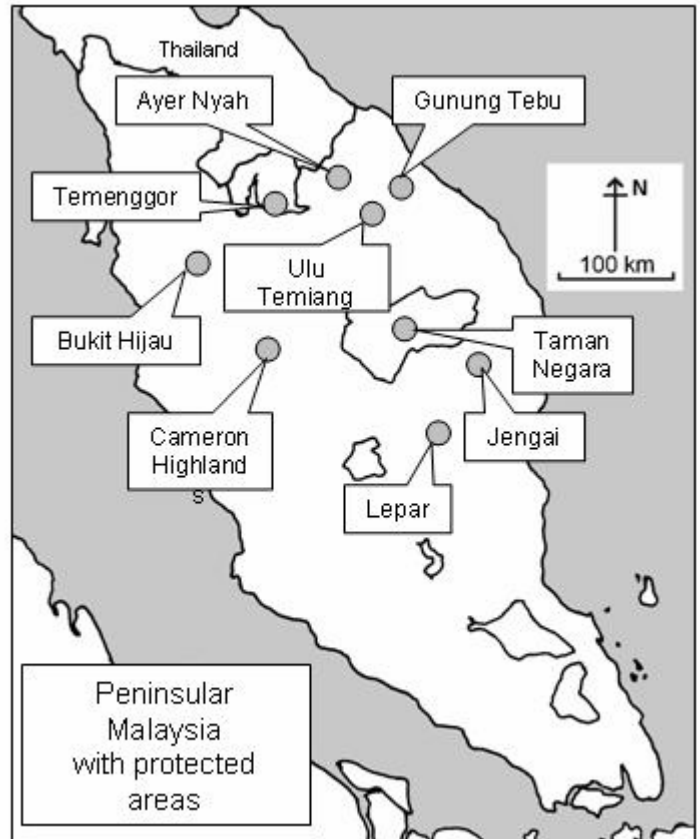 Thailand
Ayer Nyah
Gunung Tebu
Temenggor
N
100 km
Ulu
Temiang
Bukit Hijau
Taman
Negara
Cameron
Highland
s
Jengai
Lepar
Peninsular
Malaysia
with protected
areas